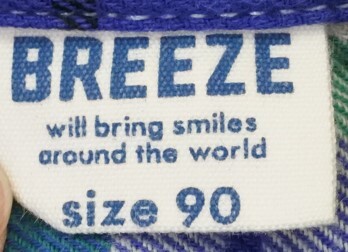 BREEZE
will bring smiles
around the world
size 90